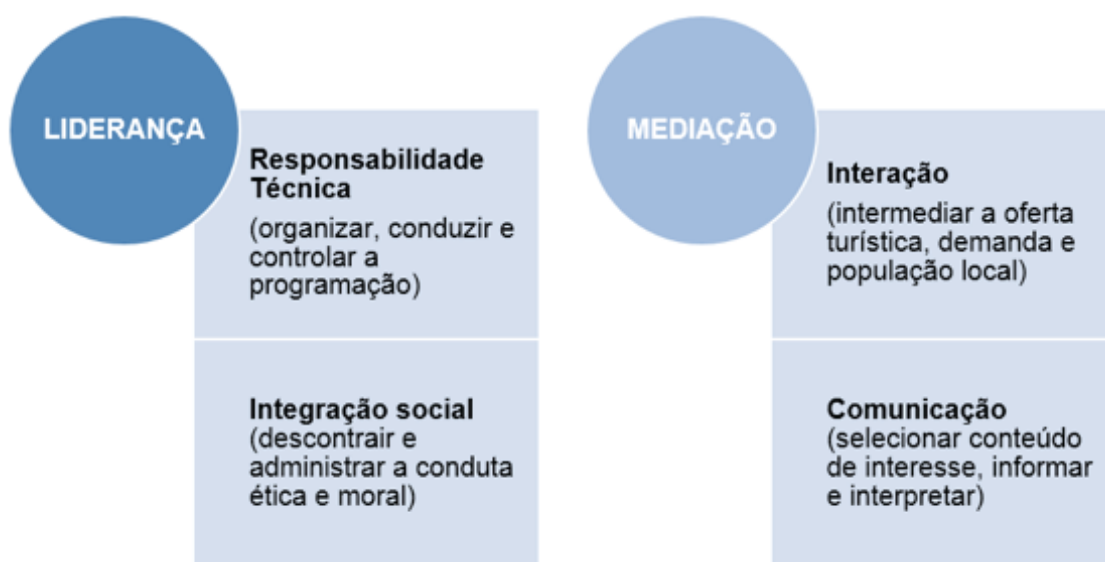 LIDERANÇA
Responsabilidade
Técnica
(organizar, conduzir e
controlar a
programação)
Integração social
(descontrair e
administrar a conduta
ética e moral)
MEDIAÇÃO
Interação
(intermediar a oferta
turística, demanda e
população local)
Comunicação
(selecionar conteúdo
de interesse, informar
e interpretar)